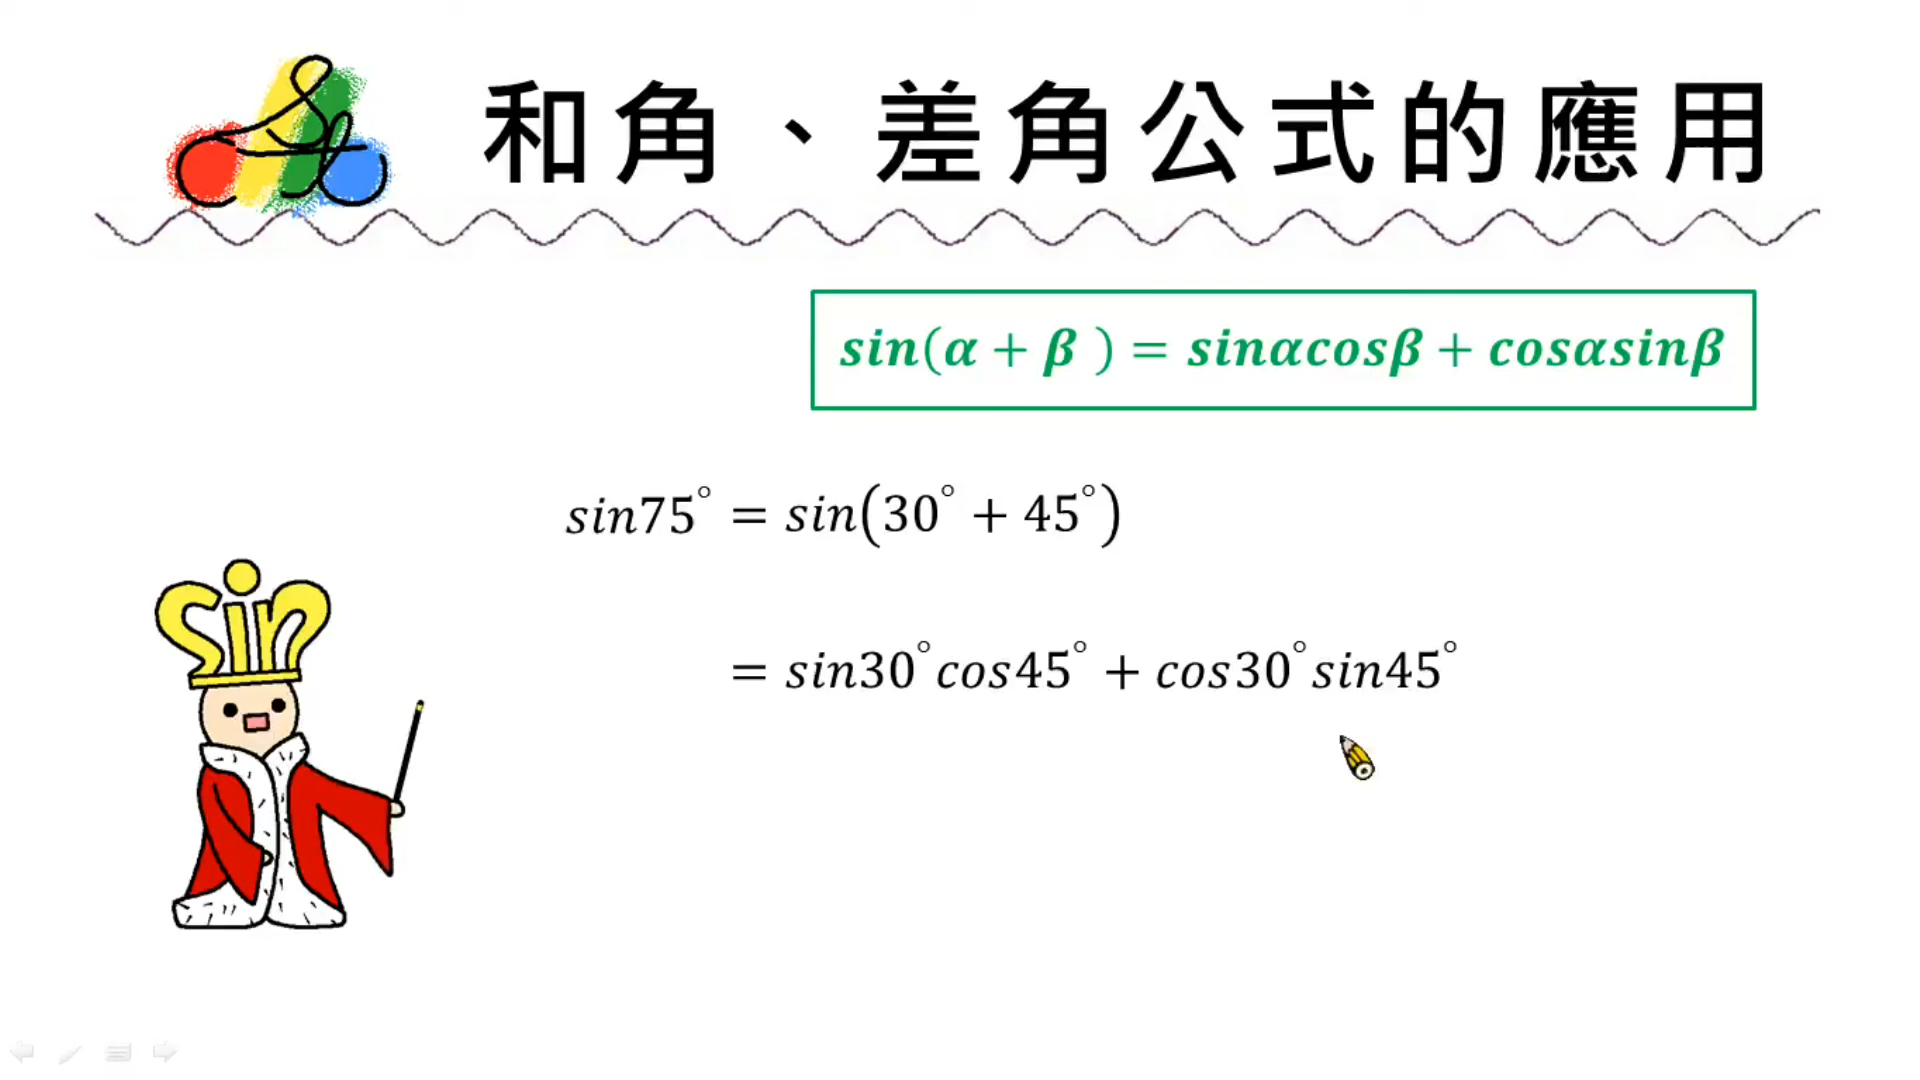 和角、差角公式的應用
sin(α + β ) = sinαcosβ + cosαsinβ
sin75° = sin(30° + 45°)
sin
= sin30°cos45° + cos30°sin45°